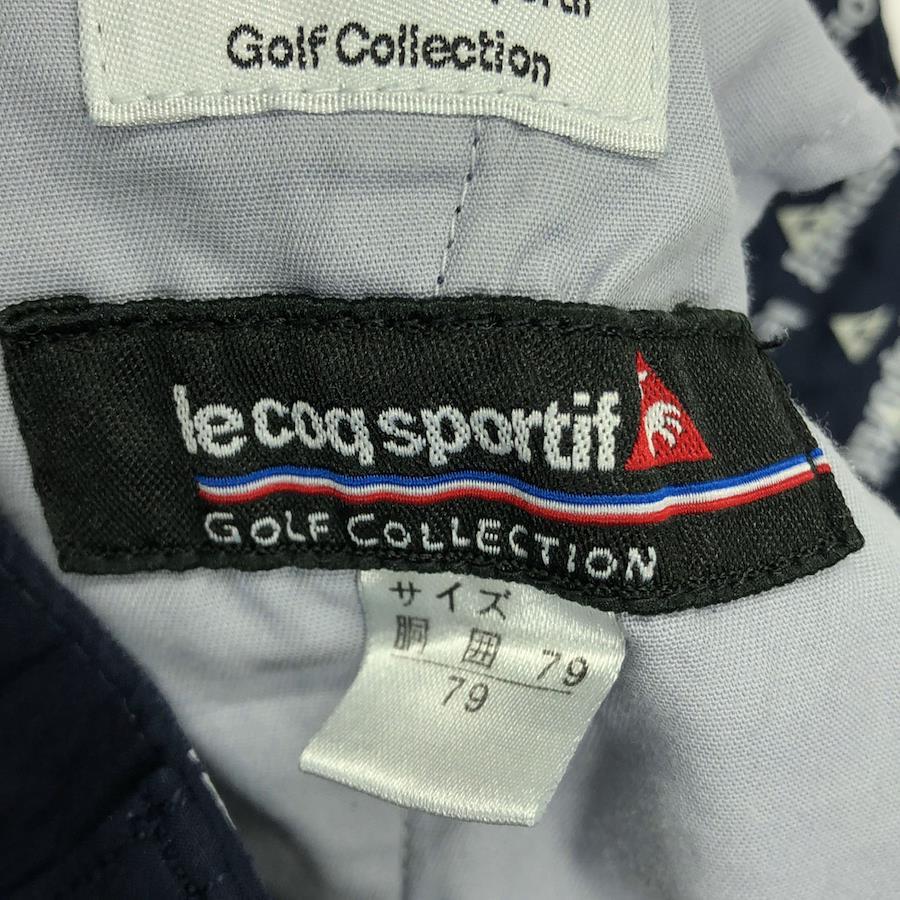 Golf Collection
le coq sportif
GOLF COLLECTION
サイズ
胴囲 79
79